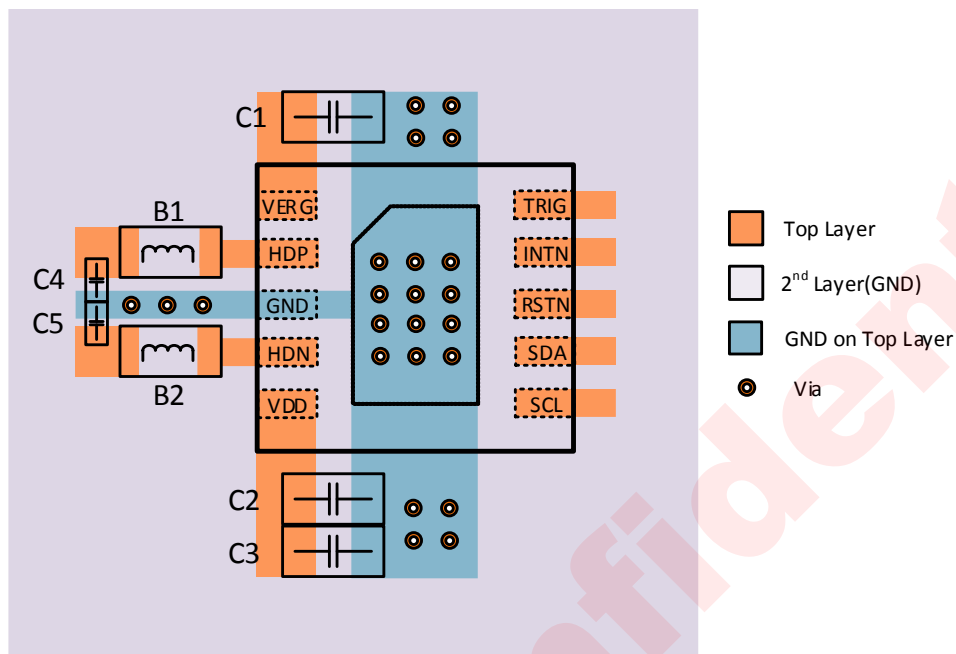 C1
VERG
TRIG
B1
HDP
INTN
C4
GND
RSTN
C5
HDN
SDA
B2
VDD
SCL
C2
C3
Top Layer
2nd Layer(GND)
GND on Top Layer
Via
nfident